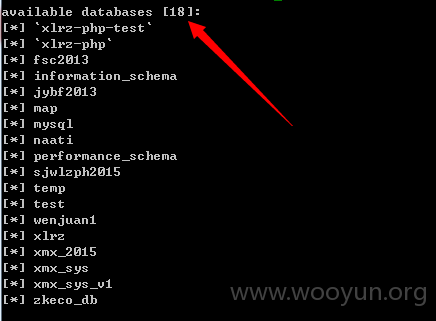 available databases [18]:
[*] `xlrz-php-test`
[*] `xlrz-php`
[*] fsc2013
[*] information_schema
[*] jybf2013
[*] map
[*] mysql
[*] naati
[*] performance_schema
[*] sjwlzph2015
[*] temp
[*] test
[*] wenjuan1
[*] xlrz
[*] xmx_2015
[*] xmx_sys
[*] xmx_sys_v1
[*] zkeco_db
www.wooyun.org